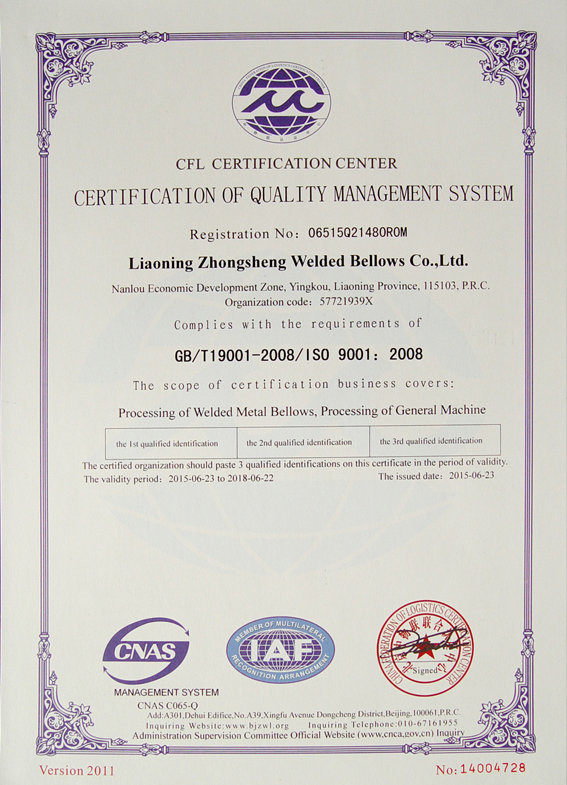 CFL CERTIFICATION CENTER
CERTIFICATION OF QUALITY MANAGEMENT SYSTEM
Registration No: 06515Q21480R0M
Liaoning Zhongsheng Welded Bellows Co.,Ltd.
Nanlou Economic Development Zone, Yingkou, Liaoning Province, 115103, P.R.C.
Organization code: 57721939X
Complies with the requirements of
GB/T19001-2008/ISO 9001: 2008
The scope of certification business covers:
Processing of Welded Metal Bellows, Processing of General Machine
the 1st qualified identification the 2nd qualified identification the 3rd qualified identification
The certified organization should paste 3 qualified identifications on this certificate in the period of validity.
The validity period: 2015-06-23 to 2018-06-22 The issued date: 2015-06-23
CNAS
MANAGEMENT SYSTEM
CNAS C065-Q
MEMBER OF MULTILATERAL
IAF
RECOGNITION ARRANGEMENT
CHINA FEDERATION OF LOGISTICS CERTIFICATION CENTER
Signed
Add:A301,Dehui Edifice,No.A39,Xingfu Avenue Dongcheng District,Beijing,100061,P.R.C.
Inquiring Website:www.bjzwl.org Inquiring Telephone:010-67161955
Administration Supervision Committee Official Website (www.cnca.gov.cn) Inquiry
Version 2011
No:14004728